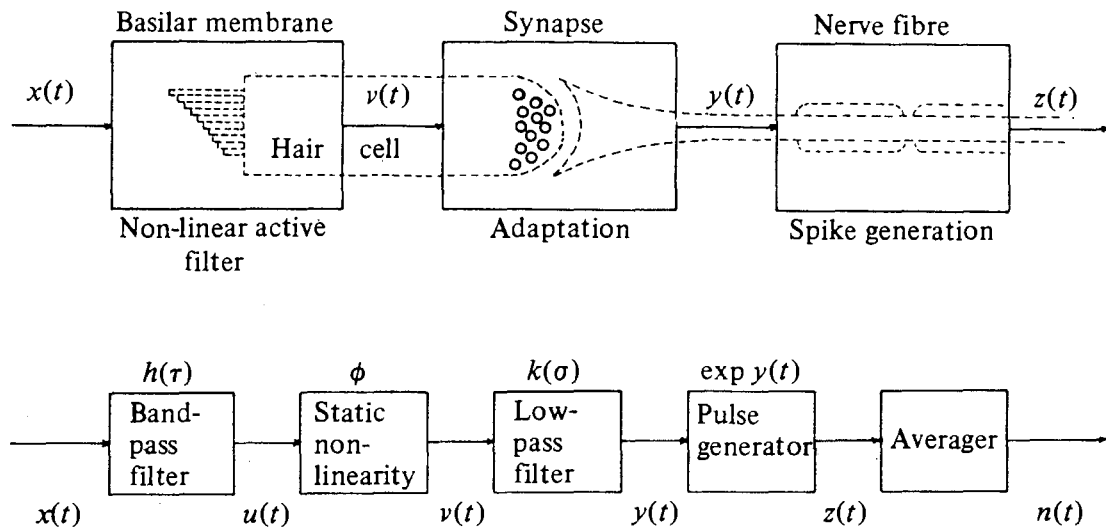 Basilar membrane
Synapse
Nerve fibre
x(t)
Hair cell
ν(t)
y(t)
z(t)
Non-linear active
filter
Adaptation
Spike generation
h(τ)
ϕ
k(σ)
exp y(t)
Band-
pass
filter
Static
non-
linearity
Low-
pass
filter
Pulse
generator
Averager
x(t)
u(t)
ν(t)
y(t)
z(t)
n(t)